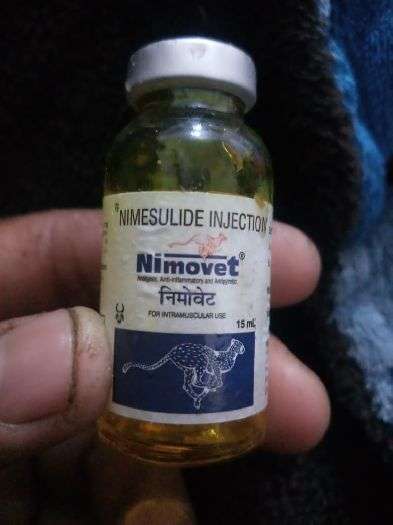 NIMESULIDE INJECTION
Nimovet®
Analgesic, Anti-inflammatory and Antipyretic
निमोवेट
FOR INTRAMUSCULAR USE
15 mL